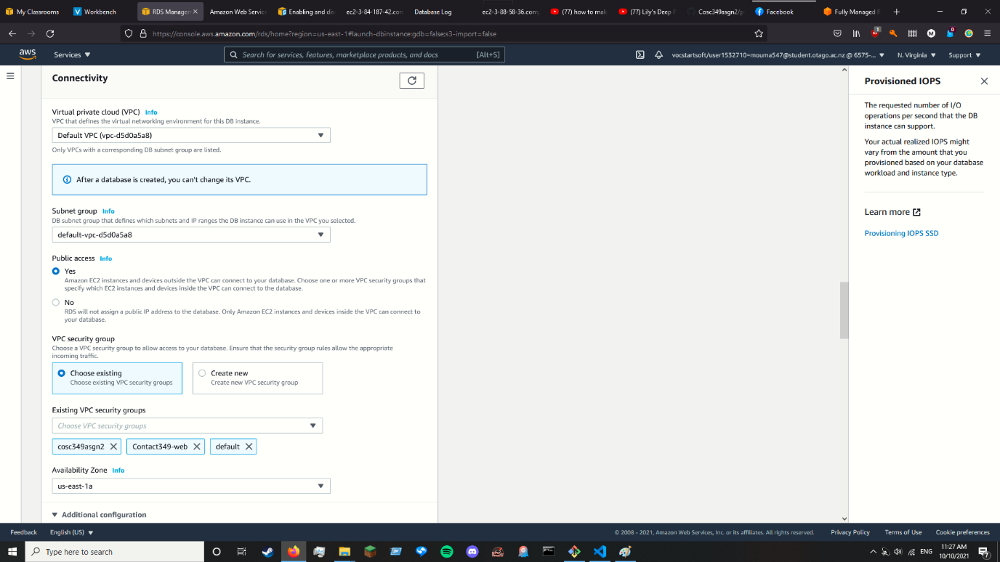 My Classrooms
Workbench
RDS Managem
Amazon Web Service
Enabling and dis
ec2-3-84-187-42.com
Database Log
ec2-3-88-58-36.comp
(77) how to mak
(77) Lily's Deep F
Cosc349asgn2/p
Facebook
Fully Managed R
https://console.aws.amazon.com/rds/home?region=us-east-1#launch-dbinstance:gdb=false;s3-import=false
1
M
0
aws
Services
Search for services, features, marketplace products, and docs
[Alt+S]
vocstartsoft/user1532710=mouma547@student.otago.ac.nz @ 6575-...
N. Virginia
Support
Connectivity
Virtual private cloud (VPC) Info
VPC that defines the virtual networking environment for this DB instance.
Default VPC (vpc-d5d0a5a8)
Only VPCs with a corresponding DB subnet group are listed.
After a database is created, you can't change its VPC.
Subnet group Info
DB subnet group that defines which subnets and IP ranges the DB instance can use in the VPC you selected.
default-vpc-d5d0a5a8
Public access Info
Yes
Amazon EC2 instances and devices outside the VPC can connect to your database. Choose one or more VPC security groups that
specify which EC2 instances and devices inside the VPC can connect to the database.
No
RDS will not assign a public IP address to the database. Only Amazon EC2 instances and devices inside the VPC can connect to
your database.
VPC security group
Choose a VPC security group to allow access to your database. Ensure that the security group rules allow the appropriate
incoming traffic.
Choose existing
Choose existing VPC security groups
Create new
Create new VPC security group
Existing VPC security groups
Choose VPC security groups
cosc349asgn2
Contact349-web
default
Availability Zone Info
us-east-1a
Additional configuration
Provisioned IOPS
The requested number of I/O
operations per second that the DB
instance can support.
Your actual realized IOPS might
vary from the amount that you
provisioned based on your database
workload and instance type.
Learn more
Provisioning IOPS SSD
Feedback
English (US)
© 2008 - 2021, Amazon Web Services, Inc. or its affiliates. All rights reserved.
Privacy Policy
Terms of Use
Cookie preferences
Type here to search
ENG
11:27 AM
10/10/2021
7